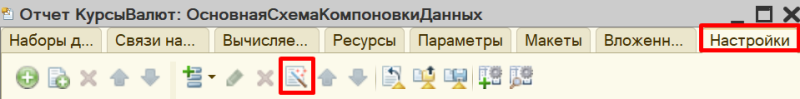 Отчет КурсыВалют: ОсновнаяСхемаКомпоновкиДанных
Наборы д... Связи на... Вычисляе... Ресурсы Параметры Макеты Вложенн... Настройки